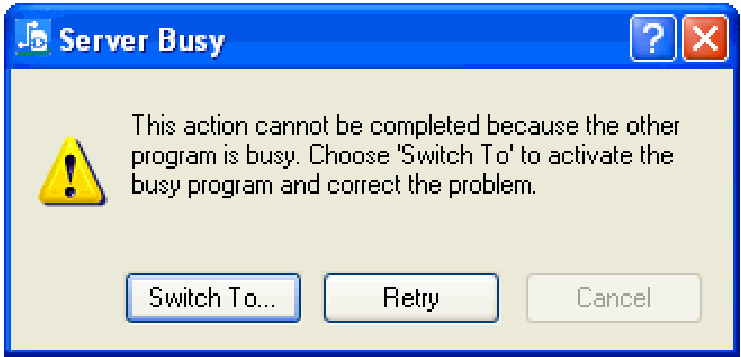 Server Busy
This action cannot be completed because the other
program is busy. Choose 'Switch To' to activate the
busy program and correct the problem.
Switch To... Retry Cancel